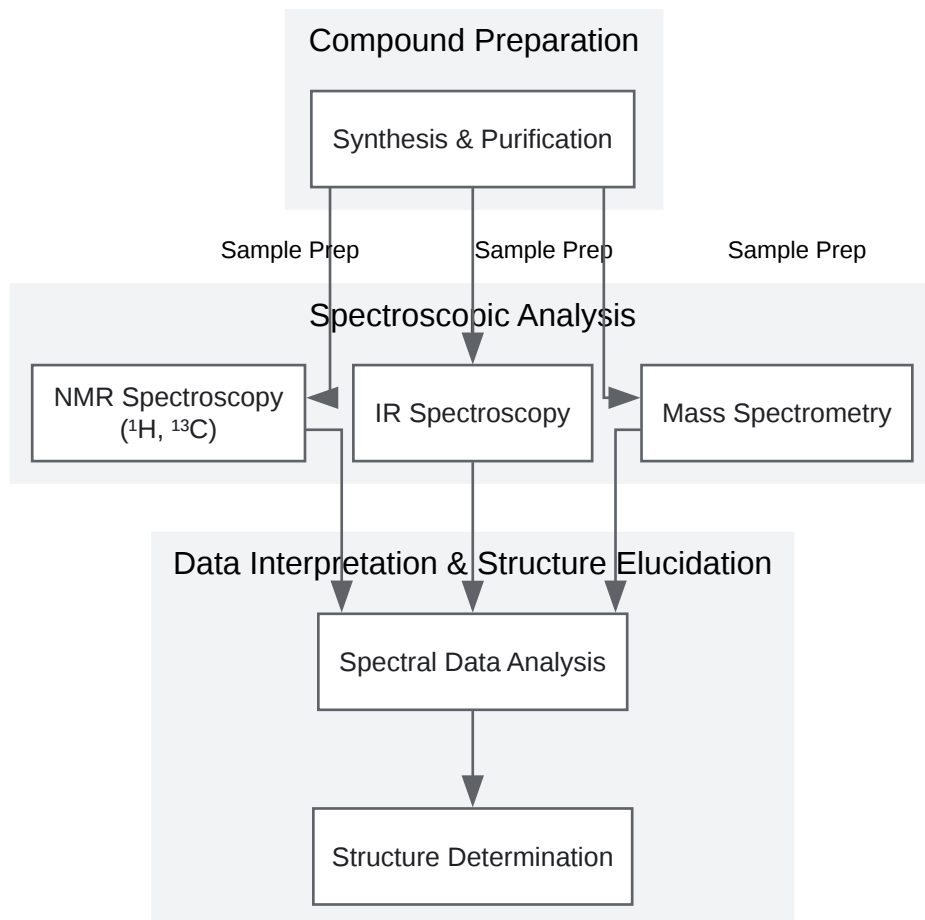 Compound Preparation
Synthesis & Purification
Sample Prep
Sample Prep
Sample Prep
Spectroscopic Analysis
NMR Spectroscopy
(¹H, ¹³C)
IR Spectroscopy
Mass Spectrometry
Data Interpretation & Structure Elucidation
Spectral Data Analysis
Structure Determination